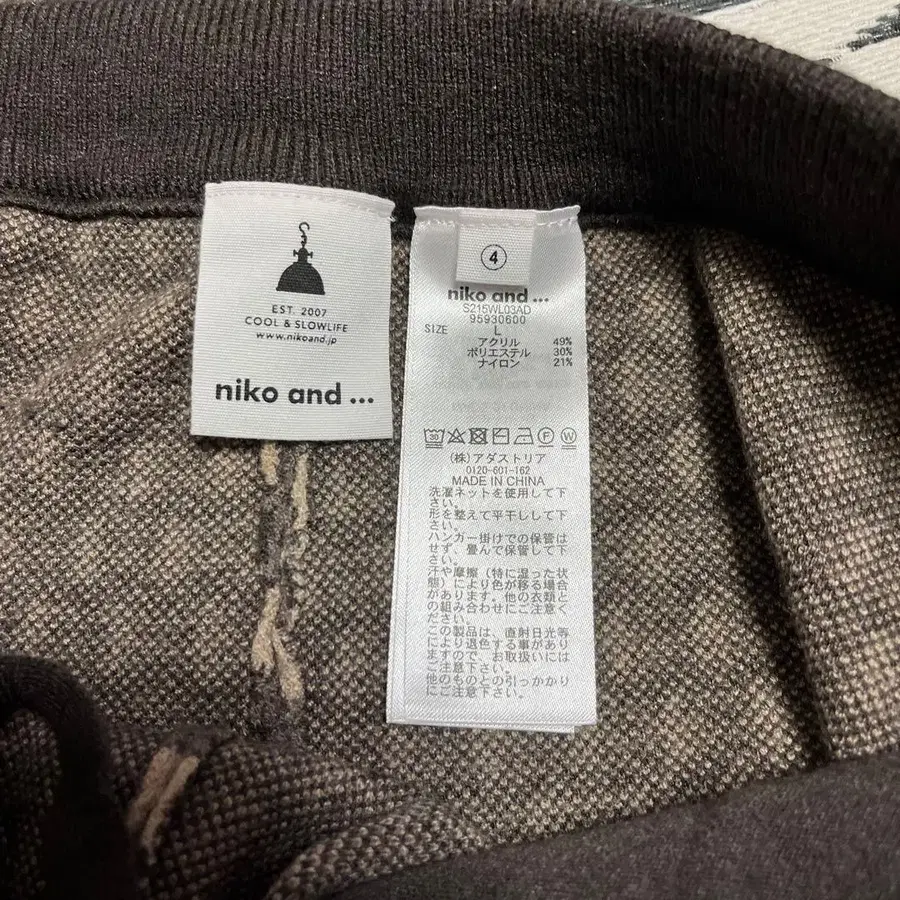 EST. 2007
COOL & SLOWLIFE
www.nikoand.jp
niko and ...
4
niko and ...
S215WL03AD
95930600
SIZE L
アクリル 49%
ポリエステル 30%
ナイロン 21%
30 F W
(株)アダストリア
0120-601-162
MADE IN CHINA
洗濯ネットを使用して下
さい。
形を整えて平干しして下
さい。
ハンガー掛けでの保管は
せず、畳んで保管して下
さい。
汗や摩擦(特に湿った状
態)により色が移る場合
があります。他の衣類と
の組み合わせにご注意く
ださい。
この製品は、直射日光等
により退色する事があり
ますので、お取扱いには
ご注意下さい。
他のものとの引っかかり
にご注意下さい。